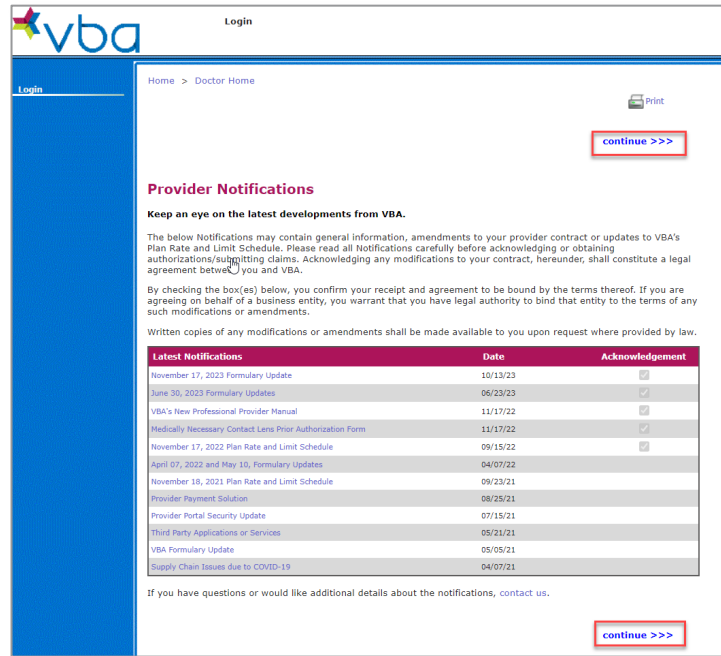 vba
Login
Login
Home > Doctor Home
Print
continue >>>
Provider Notifications
Keep an eye on the latest developments from VBA.
The below Notifications may contain general information, amendments to your provider contract or updates to VBA's
Plan Rate and Limit Schedule. Please read all Notifications carefully before acknowledging or obtaining
authorizations/submitting claims. Acknowledging any modifications to your contract, hereunder, shall constitute a legal
agreement between you and VBA.
By checking the box(es) below, you confirm your receipt and agreement to be bound by the terms thereof. If you are
agreeing on behalf of a business entity, you warrant that you have legal authority to bind that entity to the terms of any
such modifications or amendments.
Written copies of any modifications or amendments shall be made available to you upon request where provided by law.
Latest Notifications Date Acknowledgement
November 17, 2023 Formulary Update 10/13/23
June 30, 2023 Formulary Updates 06/23/23
VBA's New Professional Provider Manual 11/17/22
Medically Necessary Contact Lens Prior Authorization Form 11/17/22
November 17, 2022 Plan Rate and Limit Schedule 09/15/22
April 07, 2022 and May 10, Formulary Updates 04/07/22
November 18, 2021 Plan Rate and Limit Schedule 09/23/21
Provider Payment Solution 08/25/21
Provider Portal Security Update 07/15/21
Third Party Applications or Services 05/21/21
VBA Formulary Update 05/05/21
Supply Chain Issues due to COVID-19 04/07/21
If you have questions or would like additional details about the notifications, contact us.
continue >>>